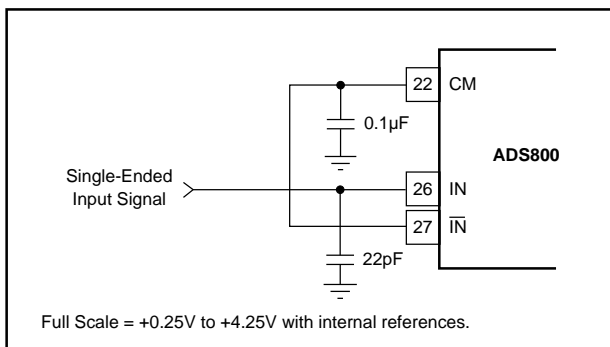 22 CM
0.1µF
ADS800
Single-Ended
Input Signal
26 IN
27 I̅N̅
22pF
Full Scale = +0.25V to +4.25V with internal references.